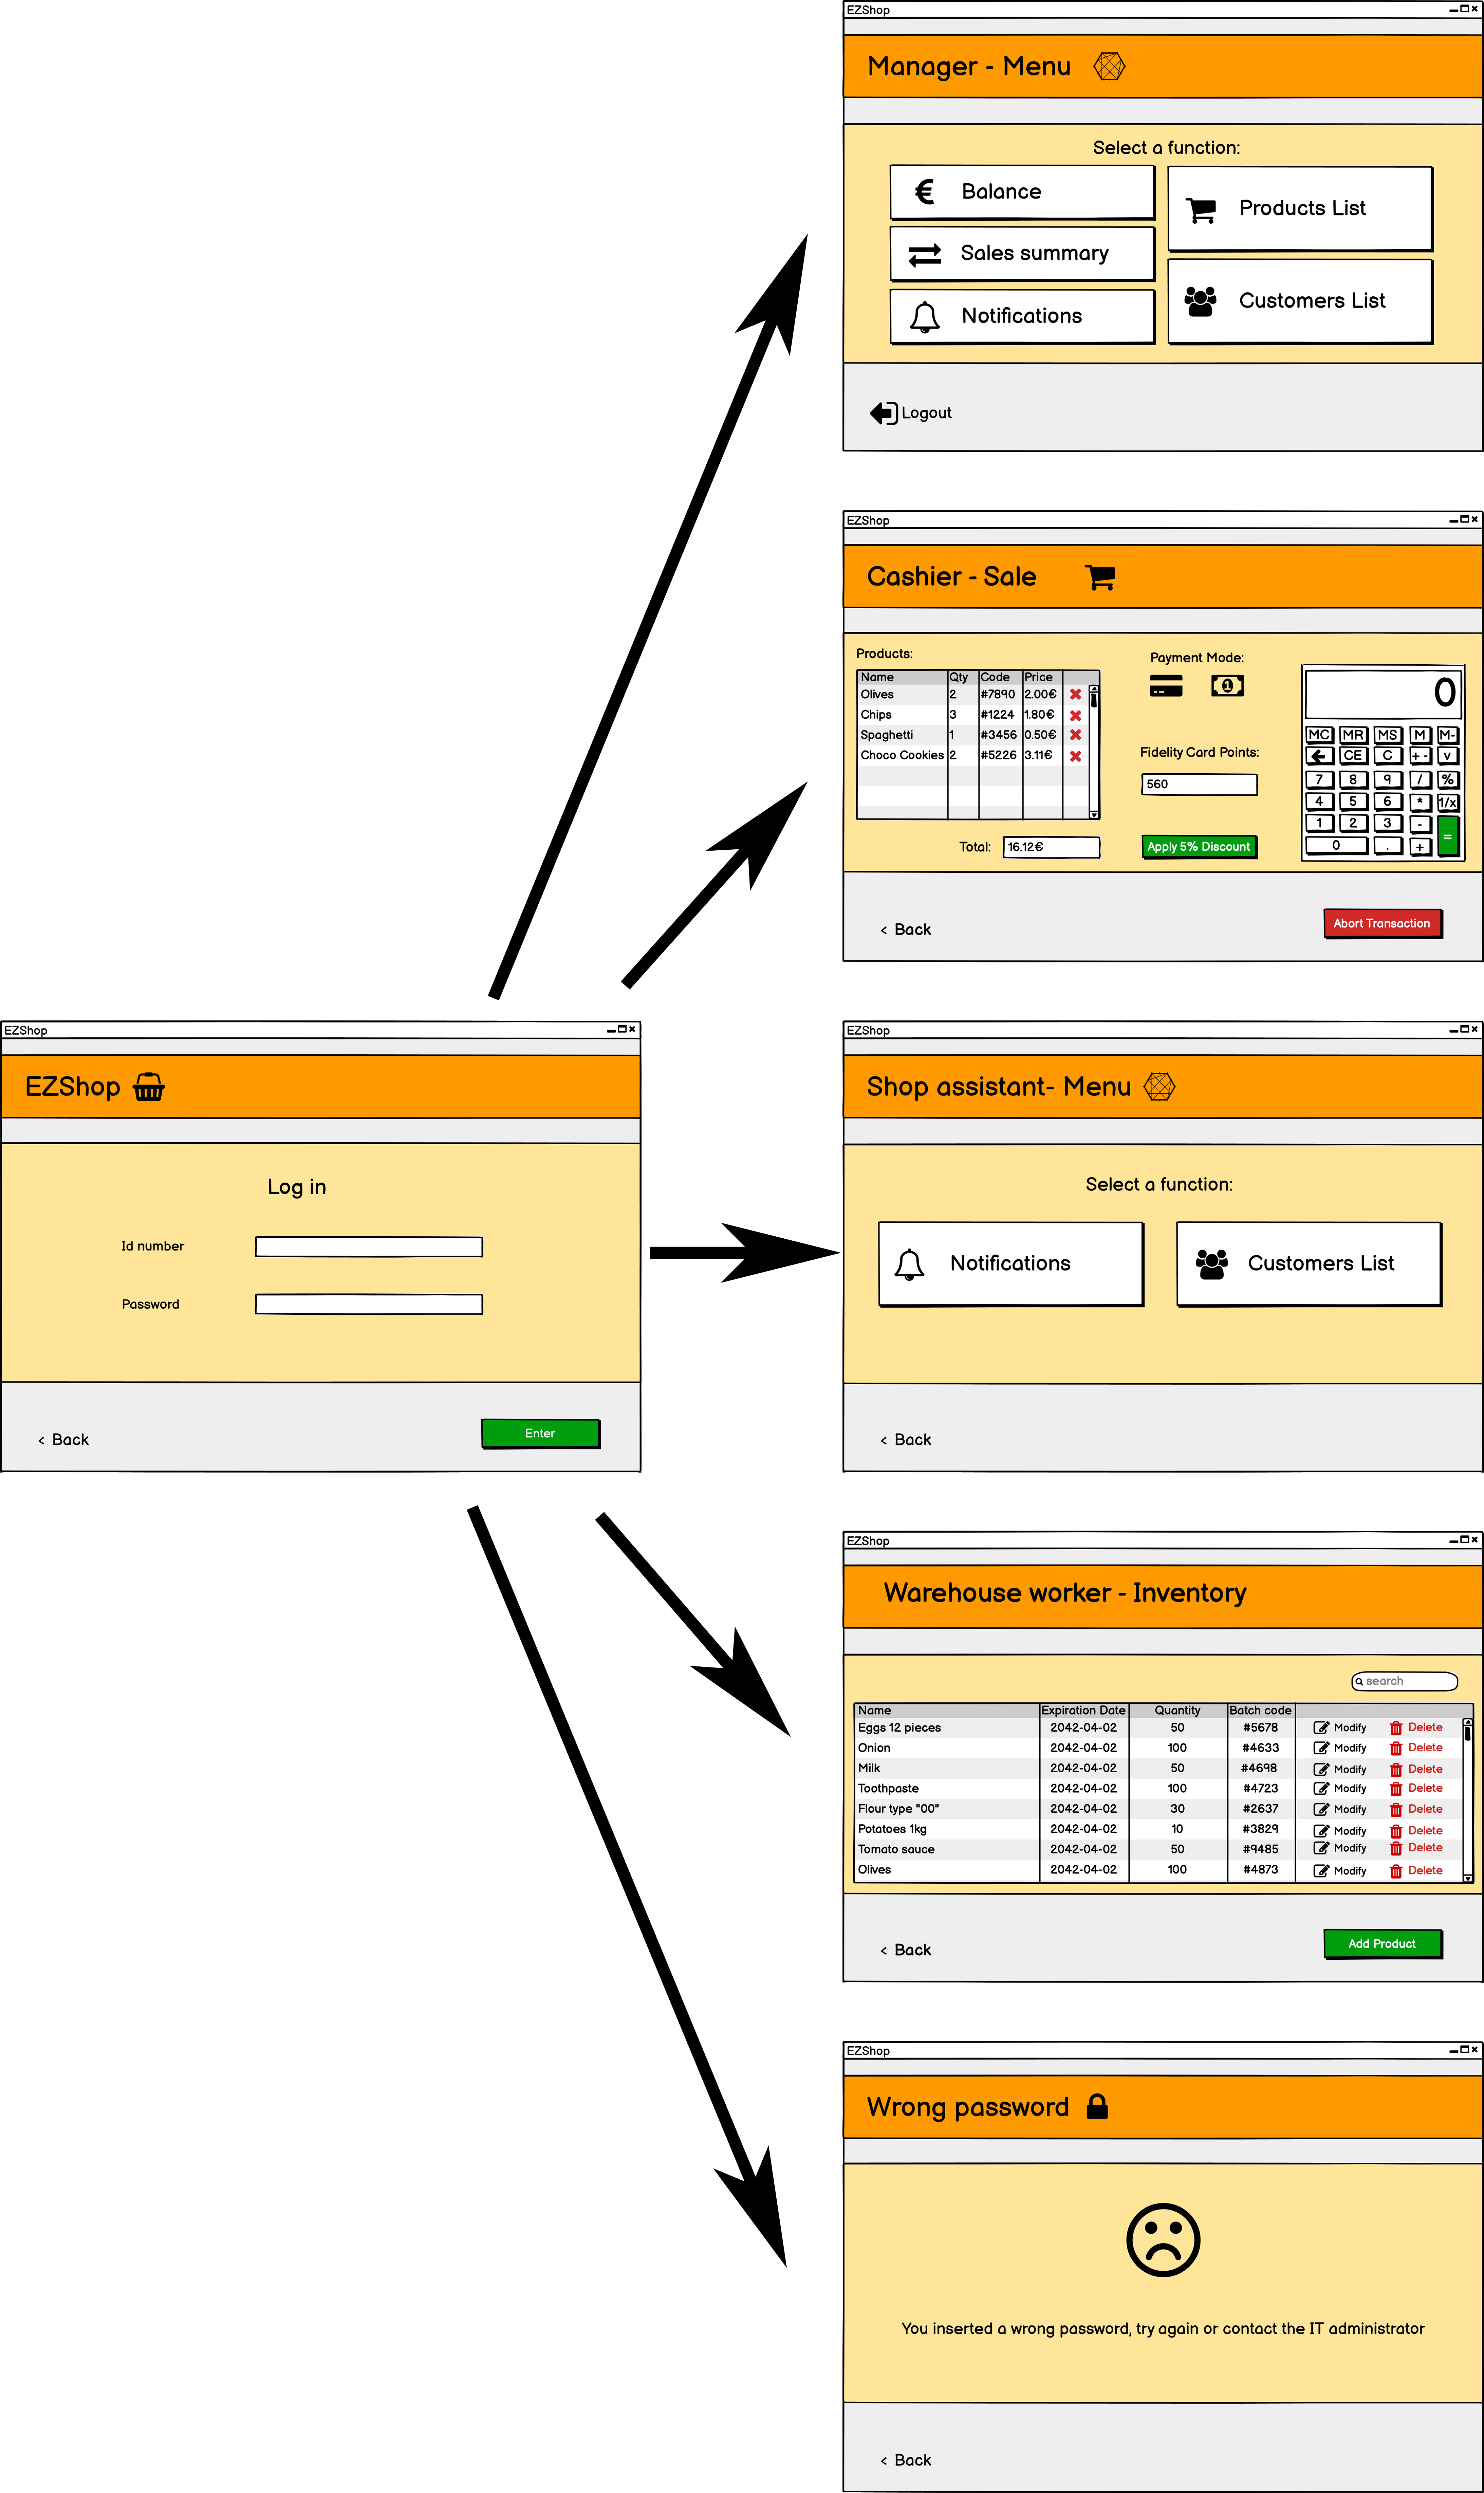 EZShop
Manager - Menu
Select a function:
€ Balance
Sales summary
Notifications
Products List
Customers List
Logout
EZShop
Cashier - Sale
Products:
Name Qty Code Price
Olives 2 #7890 2.00€
Chips 3 #1224 1.80€
Spaghetti 1 #3456 0.50€
Choco Cookies 2 #5226 3.11€
Total: 16.12€
Payment Mode:
1
Fidelity Card Points:
560
Apply 5% Discount
0
MC MR MS M M-
CE C + - v
7 8 9 / %
4 5 6 * 1/x
1 2 3 - =
0 . +
< Back
Abort Transaction
EZShop
EZShop
Log in
Id number
Password
< Back
Enter
EZShop
Shop assistant- Menu
Select a function:
Notifications
Customers List
< Back
EZShop
Warehouse worker - Inventory
search
Name Expiration Date Quantity Batch code
Eggs 12 pieces 2042-04-02 50 #5678 Modify Delete
Onion 2042-04-02 100 #4633 Modify Delete
Milk 2042-04-02 50 #4698 Modify Delete
Toothpaste 2042-04-02 100 #4723 Modify Delete
Flour type "00" 2042-04-02 30 #2637 Modify Delete
Potatoes 1kg 2042-04-02 10 #3829 Modify Delete
Tomato sauce 2042-04-02 50 #9485 Modify Delete
Olives 2042-04-02 100 #4873 Modify Delete
< Back
Add Product
EZShop
Wrong password
You inserted a wrong password, try again or contact the IT administrator
< Back